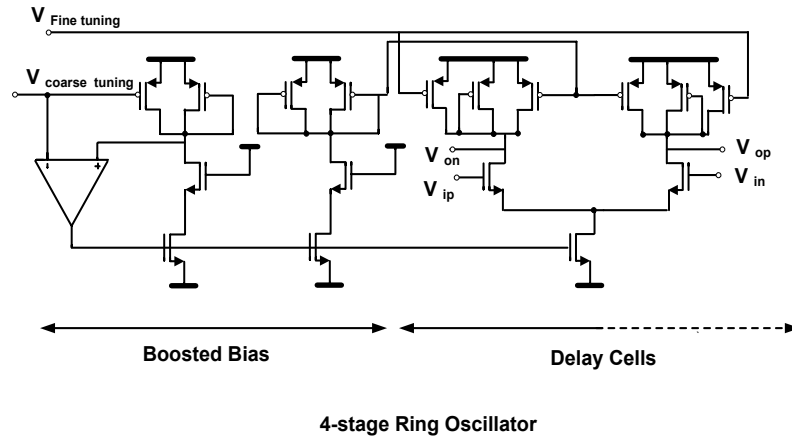 V Fine tuning
V coarse tuning
V on
V op
V ip
V in
+
Boosted Bias
Delay Cells
4-stage Ring Oscillator